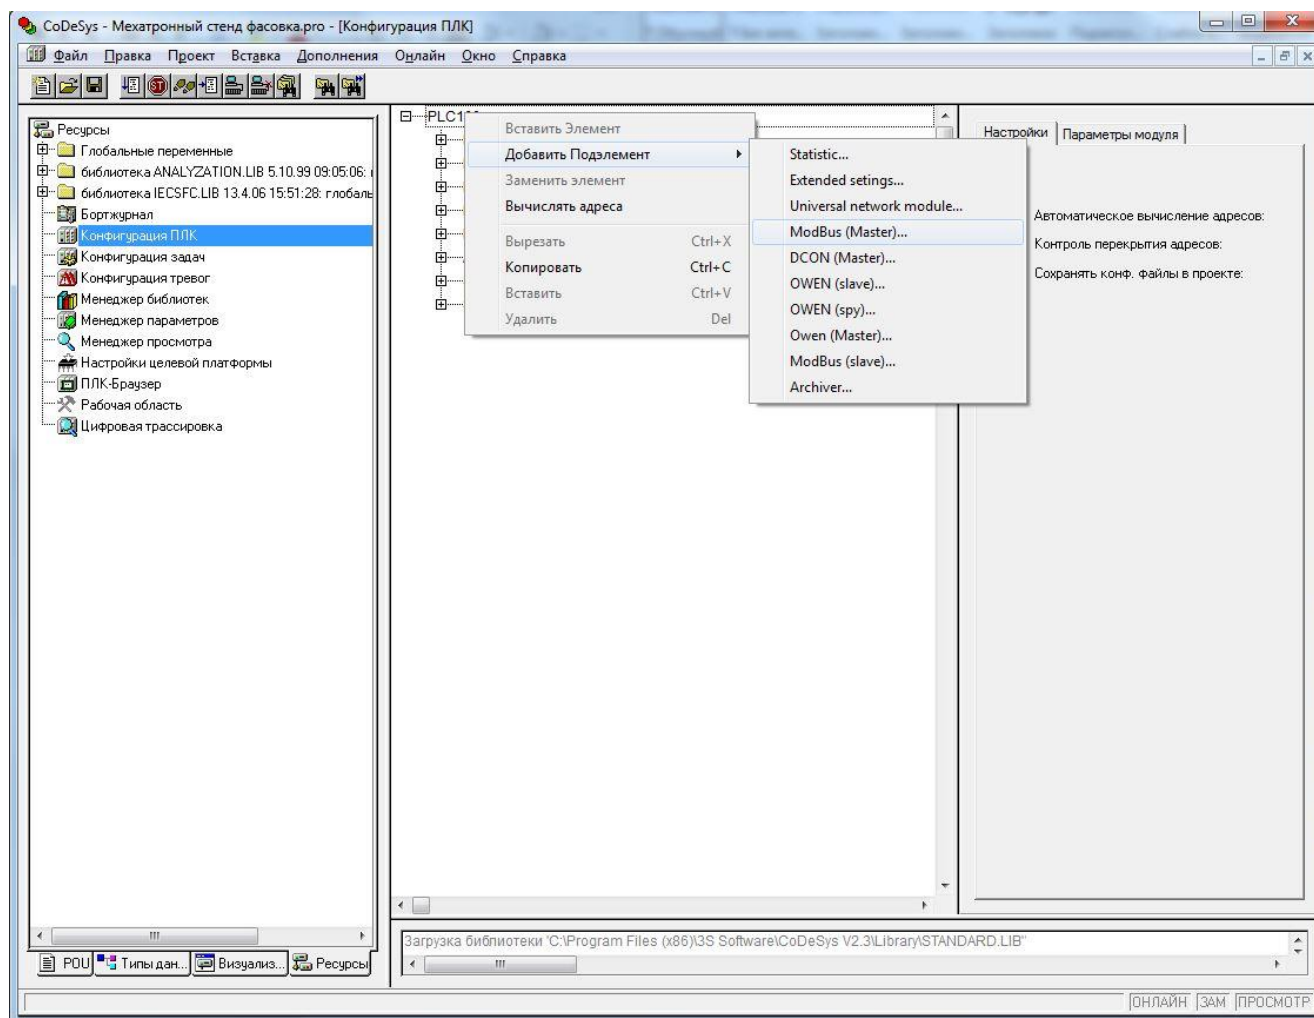 CoDeSys - Мехатронный стенд фасовка.pro - [Конфигурация ПЛК]
Файл Правка Проект Вставка Дополнения Онлайн Окно Справка
Ресурсы
Глобальные переменные
библиотека ANALYZATION.LIB 5.10.99 09:05:06:
библиотека IECSFC.LIB 13.4.06 15:51:28: глобаль
Бортжурнал
Конфигурация ПЛК
Конфигурация задач
Конфигурация тревог
Менеджер библиотек
Менеджер параметров
Менеджер просмотра
Настройки целевой платформы
ПЛК-Браузер
Рабочая область
Цифровая трассировка
POU Типы дан... Визуализ... Ресурсы
Вставить Элемент
Добавить Подэлемент
Заменить элемент
Вычислять адреса
Вырезать Ctrl+X
Копировать Ctrl+C
Вставить Ctrl+V
Удалить Del
Statistic...
Extended setings...
Universal network module...
ModBus (Master)...
DCON (Master)...
OWEN (slave)...
OWEN (spy)...
Owen (Master)...
ModBus (slave)...
Archiver...
Настройки Параметры модуля
Автоматическое вычисление адресов:
Контроль перекрытия адресов:
Сохранять конф. файлы в проекте:
Загрузка библиотеки 'C:\Program Files (x86)\3S Software\CoDeSys V2.3\Library\STANDARD.LIB"
ОНЛАЙН ЗАМ ПРОСМОТР